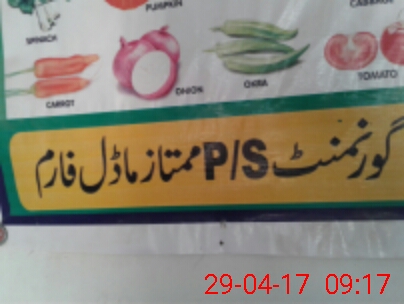 SPINACH
PUMPKIN
CABBAGE
CARROT
ONION
OKRA
TOMATO
گورنمنٹ P/S ممتاز ماڈل فارم
29-04-17 09:17